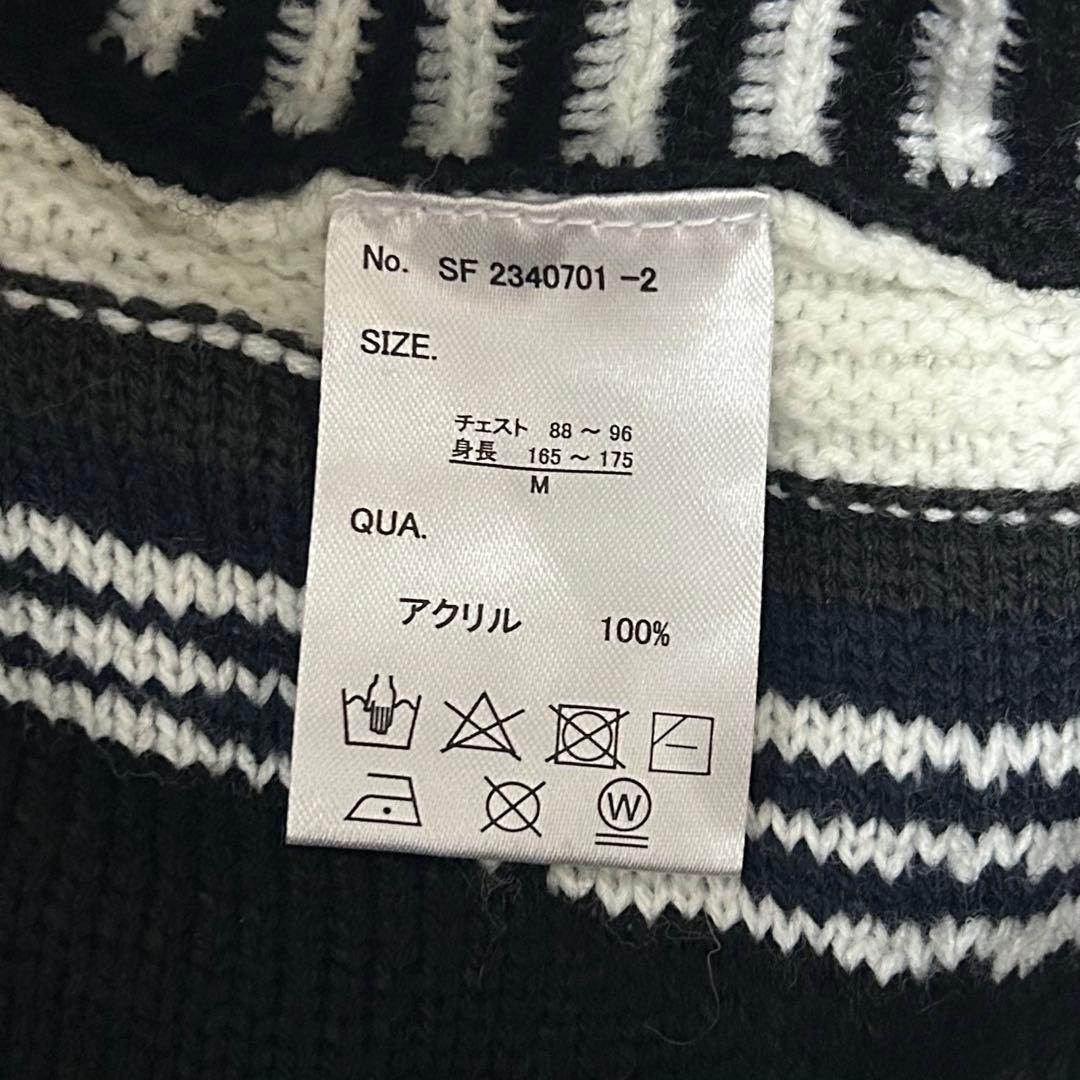 No. SF 2340701 -2
SIZE.
チェスト 88 ～ 96
身長 165 ～ 175
M
QUA.
アクリル 100%
W